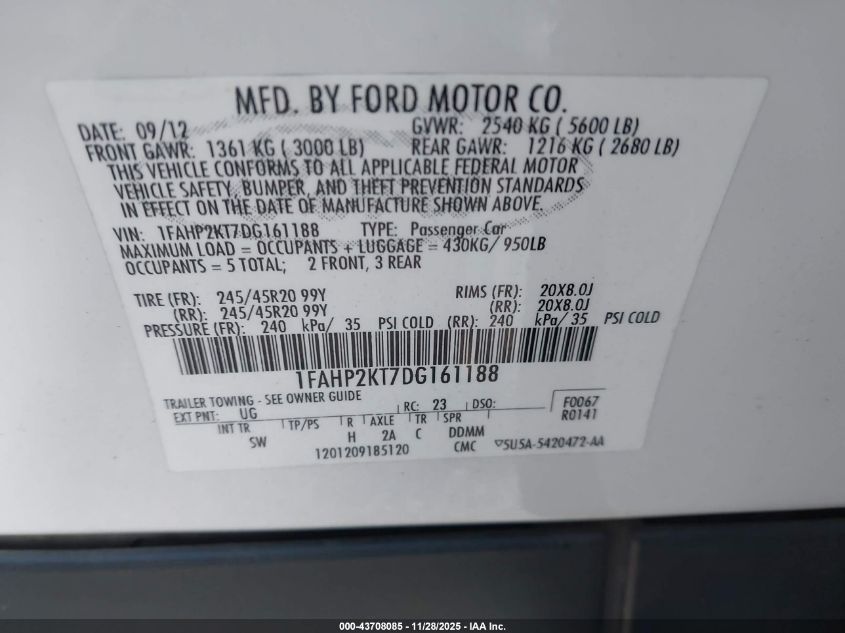 MFD. BY FORD MOTOR CO.
DATE: 09/12 GVWR: 2540 KG ( 5600 LB)
FRONT GAWR: 1361 KG ( 3000 LB) REAR GAWR: 1216 KG ( 2680 LB)
THIS VEHICLE CONFORMS TO ALL APPLICABLE FEDERAL MOTOR
VEHICLE SAFETY, BUMPER, AND THEFT PREVENTION STANDARDS
IN EFFECT ON THE DATE OF MANUFACTURE SHOWN ABOVE.
VIN: 1FAHP2KT7DG161188 TYPE: Passenger Car
MAXIMUM LOAD = OCCUPANTS + LUGGAGE = 430KG/ 950LB
OCCUPANTS = 5 TOTAL; 2 FRONT, 3 REAR
TIRE (FR): 245/45R20 99Y RIMS (FR): 20X8.0J
(RR): 245/45R20 99Y (RR): 20X8.0J
PRESSURE (FR): 240 kPa/ 35 PSI COLD (RR): 240 kPa/ 35 PSI COLD
1FAHP2KT7DG161188
TRAILER TOWING - SEE OWNER GUIDE
EXT PNT: UG RC: 23 DSO: F0067
R0141
INT TR TP/PS R AXLE TR SPR
SW H 2A C DDMM
1201209185120 CMC 5U5A-5420472-AA
000-43708085 - 11/28/2025 - IAA Inc.